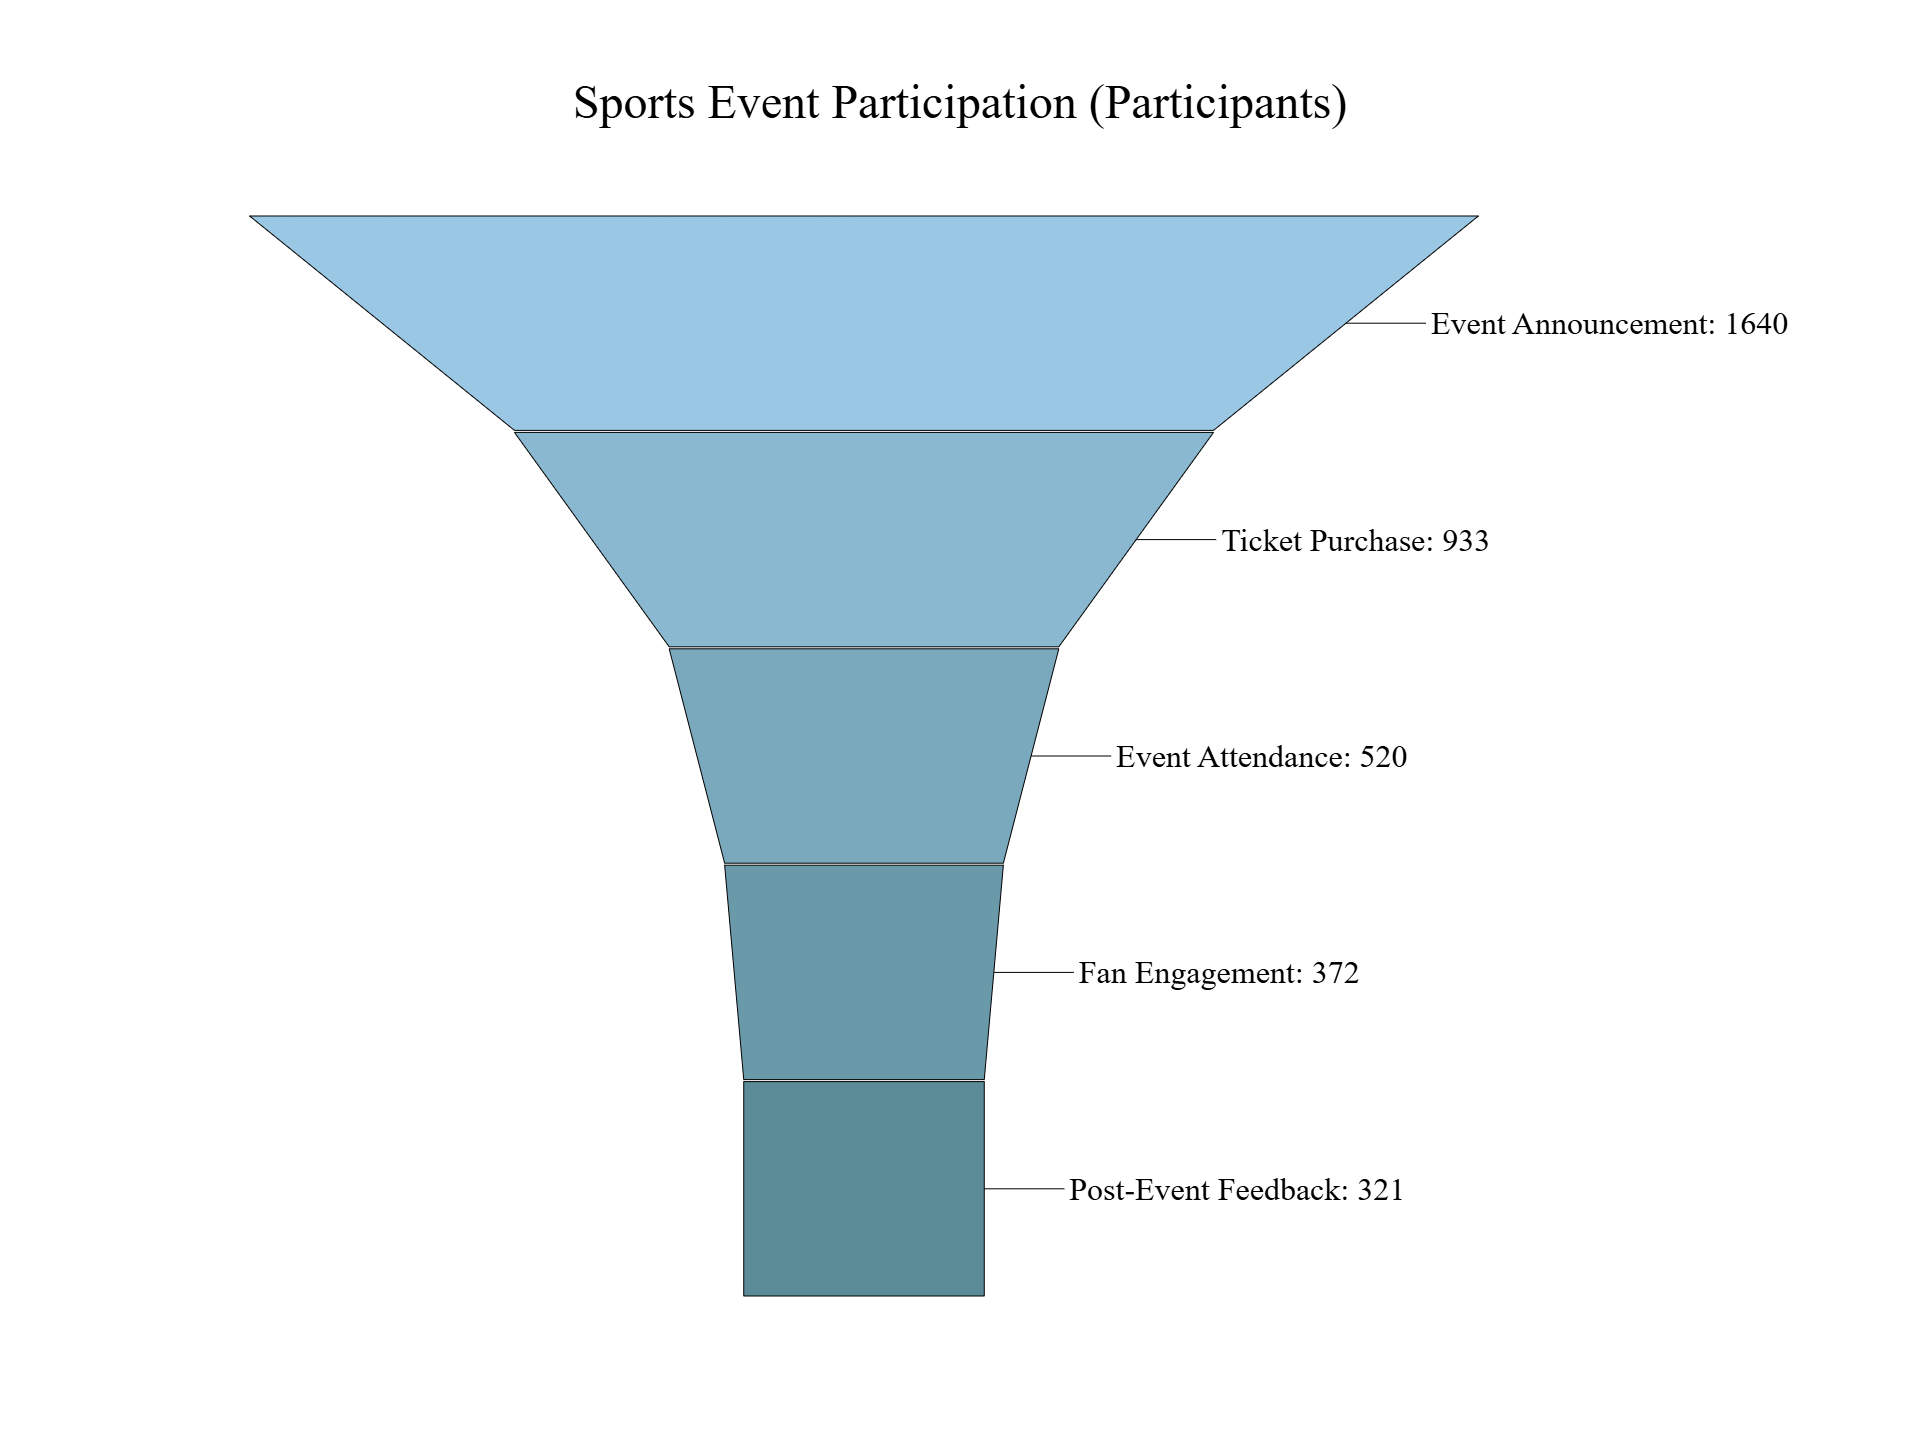 Sports Event Participation (Participants)
Event Announcement: 1640
Ticket Purchase: 933
Event Attendance: 520
Fan Engagement: 372
Post-Event Feedback: 321